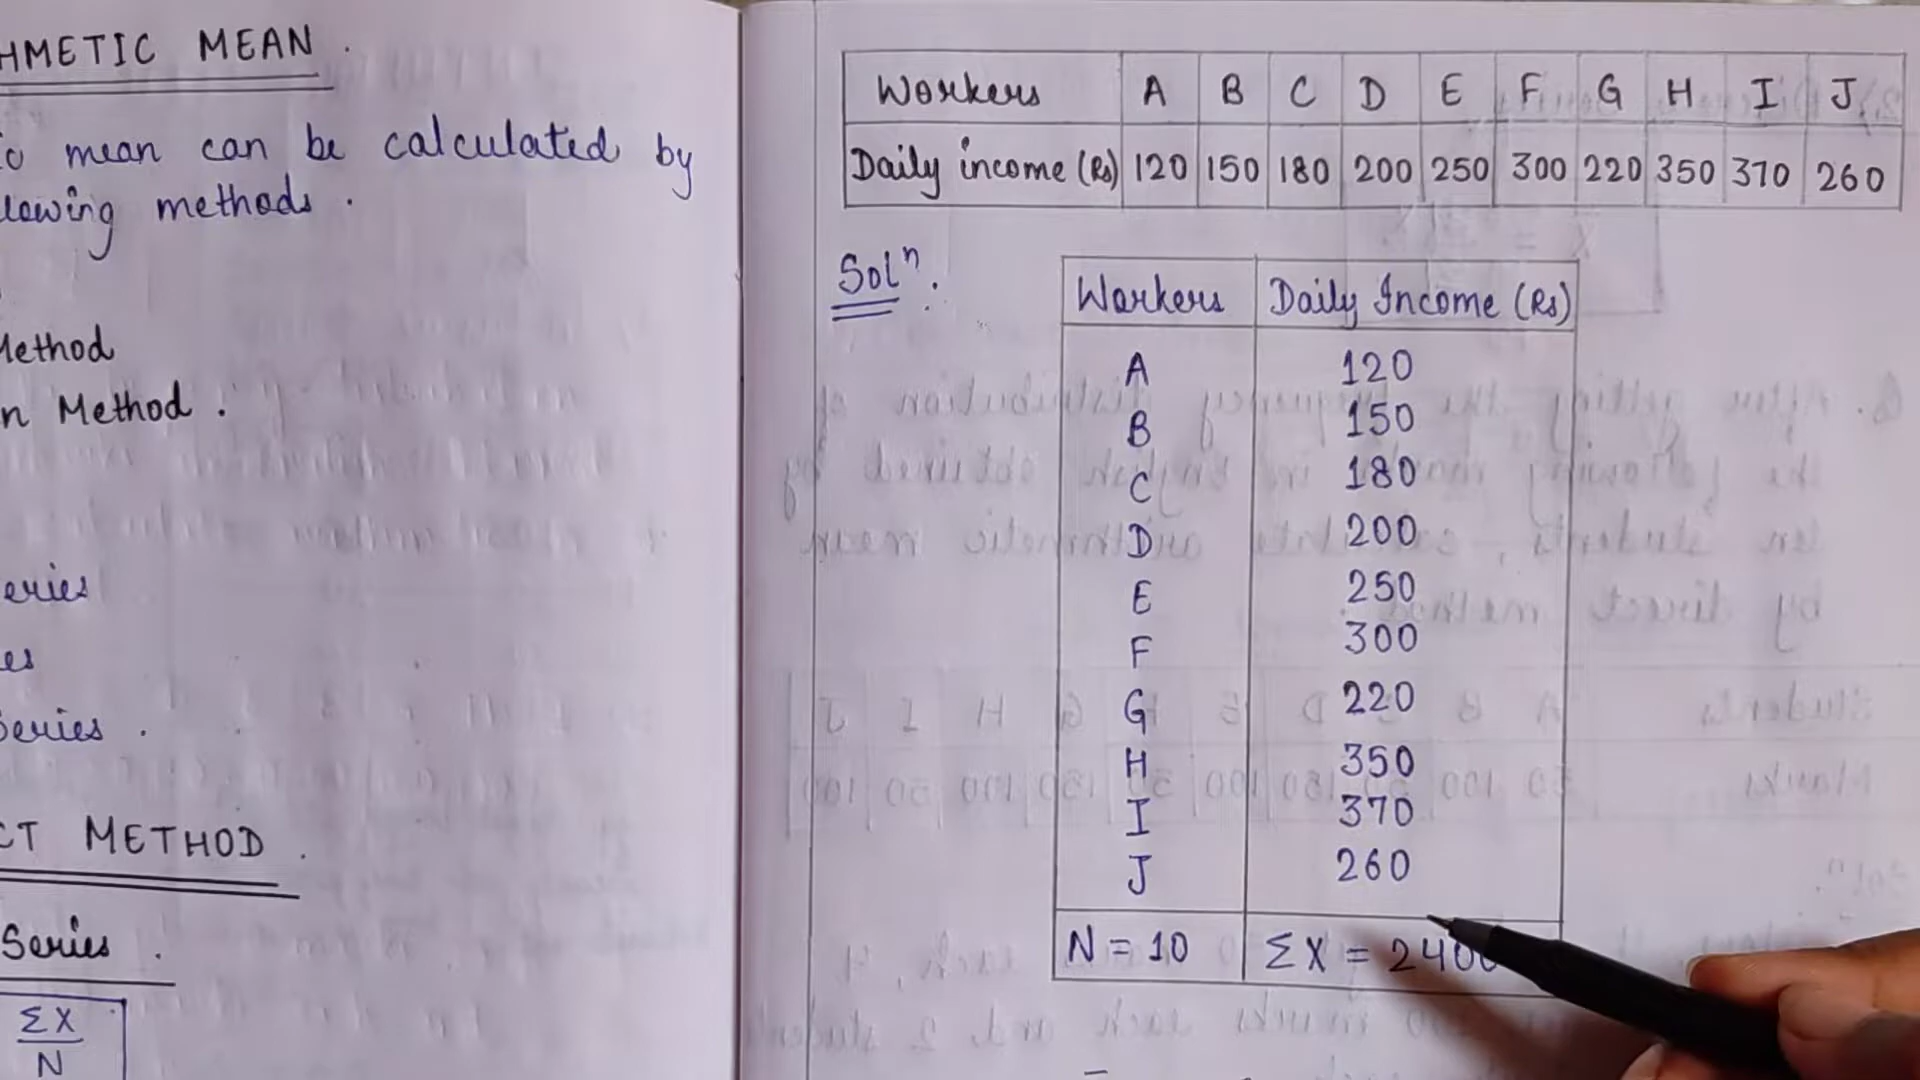 HMETIC MEAN.
mean can be calculated by
lowing methods.
Method
n Method.
eries
es
Series.
CT METHOD.
Series.
ΣX
N
Workers A B C D E F G H I J
Daily income (Rs) 120 150 180 200 250 300 220 350 370 260
Solⁿ.
Workers Daily Income (Rs)
A 120
B 150
C 180
D 200
E 250
F 300
G 220
H 350
I 370
J 260
N = 10 ΣX = 2400